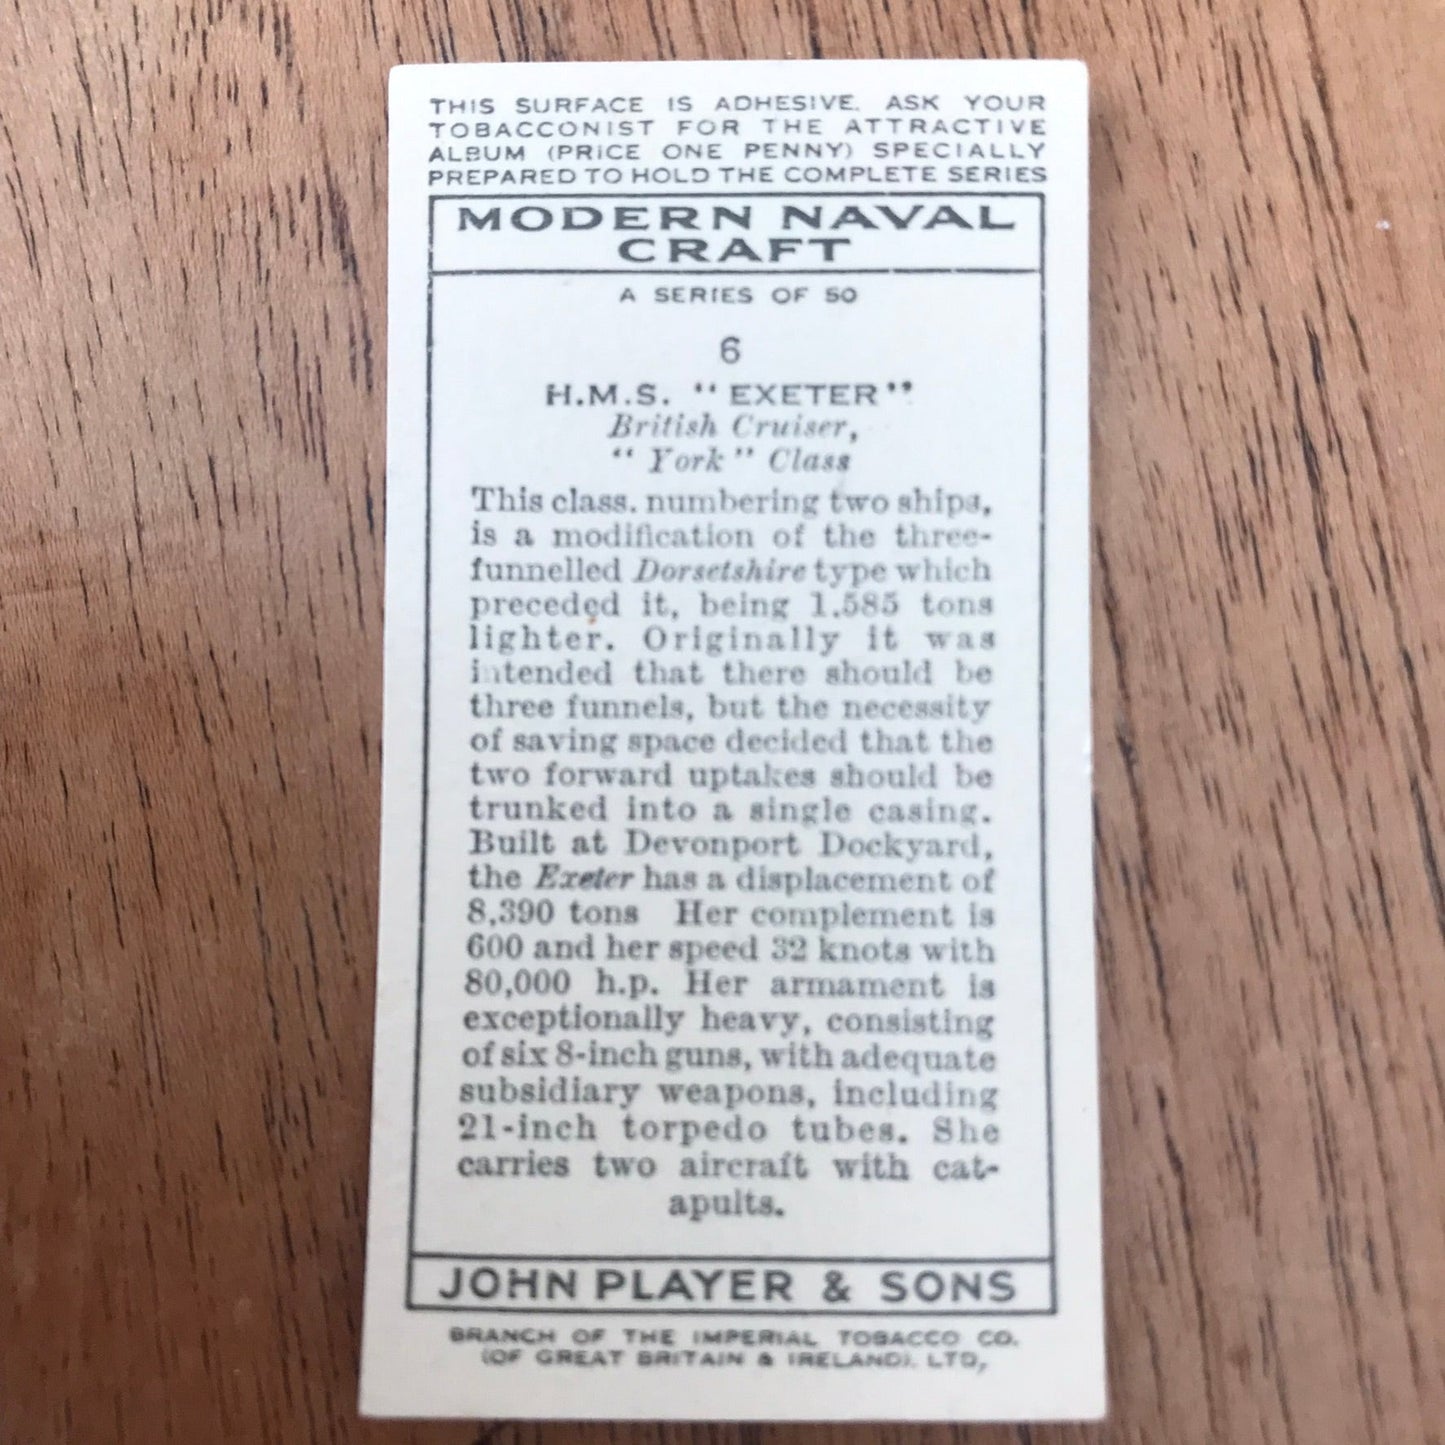 THIS SURFACE IS ADHESIVE. ASK YOUR
TOBACCONIST FOR THE ATTRACTIVE
ALBUM (PRICE ONE PENNY) SPECIALLY
PREPARED TO HOLD THE COMPLETE SERIES
MODERN NAVAL
CRAFT
A SERIES OF 50
6
H.M.S. "EXETER"
British Cruiser,
"York" Class
This class, numbering two ships,
is a modification of the three-
funnelled Dorsetshire type which
preceded it, being 1,585 tons
lighter. Originally it was
intended that there should be
three funnels, but the necessity
of saving space decided that the
two forward uptakes should be
trunked into a single casing.
Built at Devonport Dockyard,
the Exeter has a displacement of
8,390 tons Her complement is
600 and her speed 32 knots with
80,000 h.p. Her armament is
exceptionally heavy, consisting
of six 8-inch guns, with adequate
subsidiary weapons, including
21-inch torpedo tubes. She
carries two aircraft with cat-
apults.
JOHN PLAYER & SONS
BRANCH OF THE IMPERIAL TOBACCO CO.
(OF GREAT BRITAIN & IRELAND), LTD,